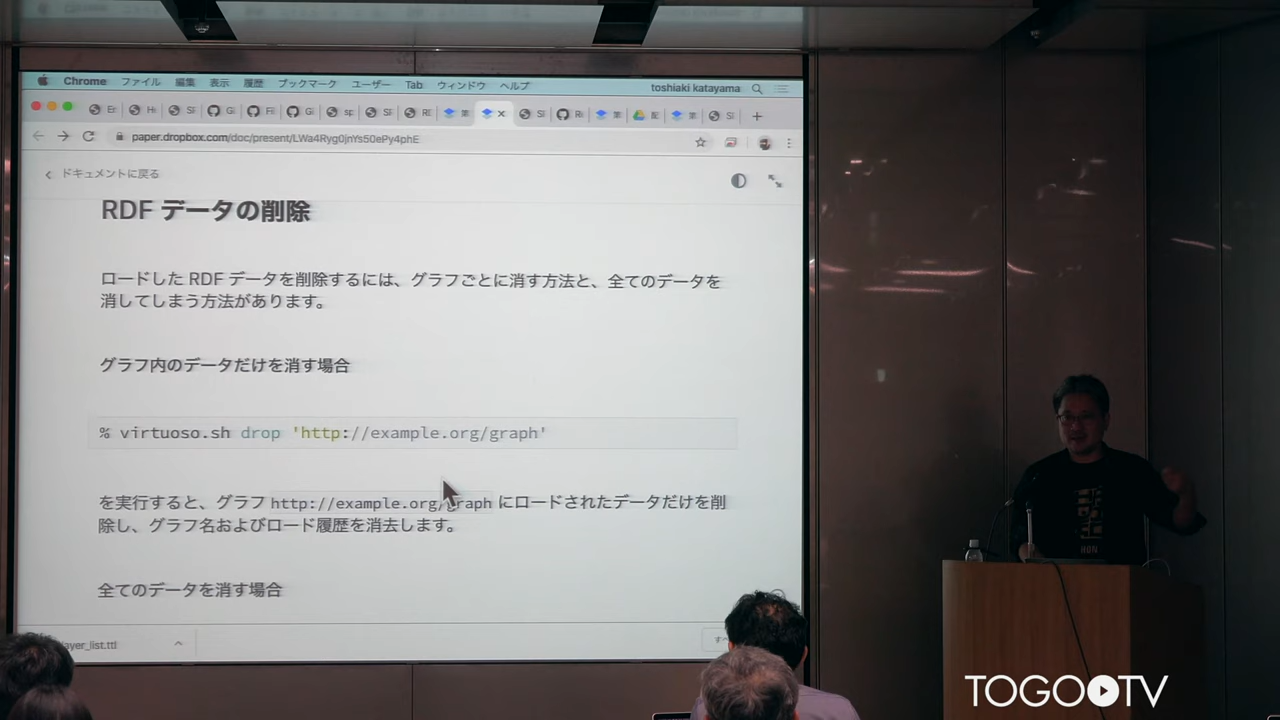 Chrome ファイル 編集 表示 履歴 ブックマーク ユーザー Tab ウィンドウ ヘルプ toshiaki katayama
paper.dropbox.com/doc/present/LWa4Ryg0jnYs50ePy4phE
ドキュメントに戻る
RDF データの削除
ロードした RDF データを削除するには、グラフごとに消す方法と、全てのデータを
消してしまう方法があります。
グラフ内のデータだけを消す場合
% virtuoso.sh drop 'http://example.org/graph'
を実行すると、グラフ http://example.org/graph にロードされたデータだけを削
除し、グラフ名およびロード履歴を消去します。
全てのデータを消す場合
ayer_list.ttl
TOGO TV